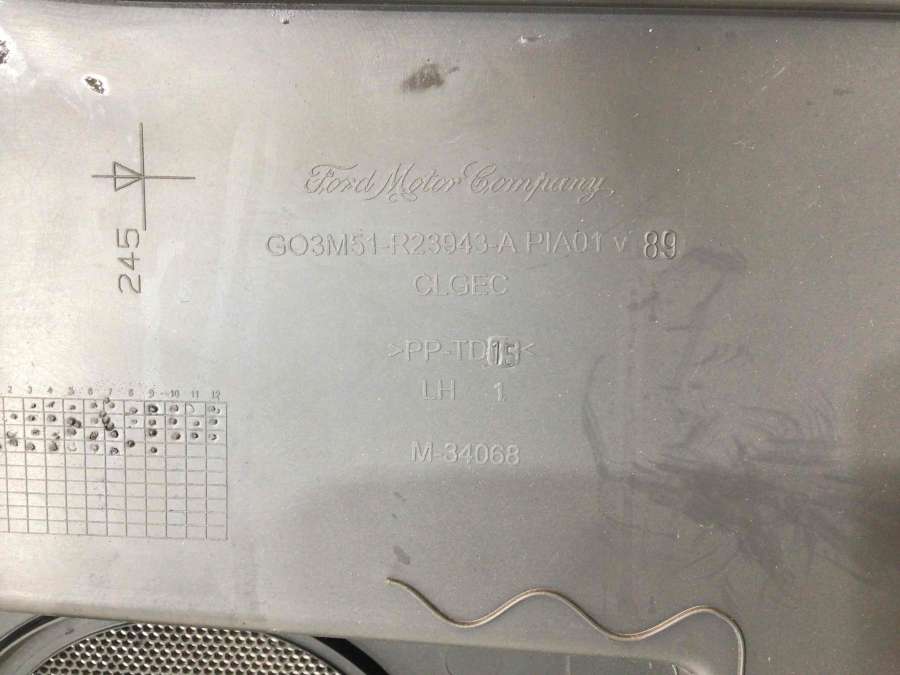 Ford Motor Company
GO3M51-R23943-A PIA01 v 89
CLGEC
245
>PP-TD15<
LH 1
2 3 4 5 6 7 8 9 10 11 12
M-34068